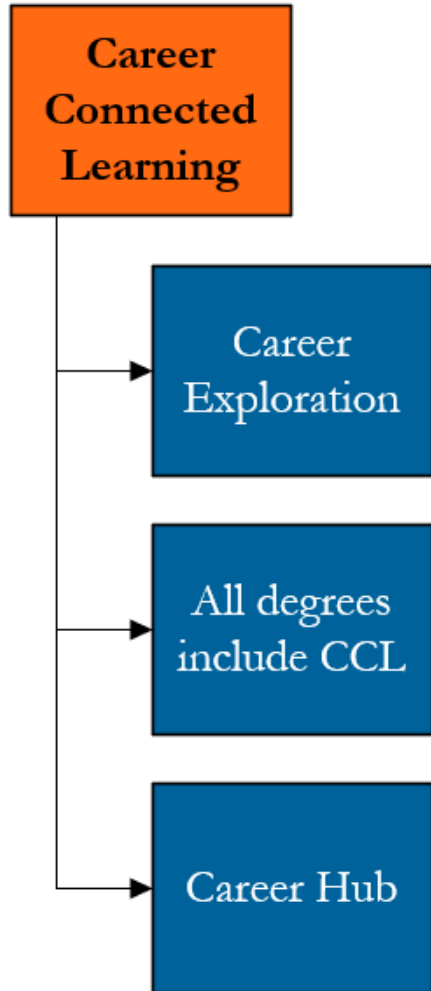 Career
Connected
Learning
Career
Exploration
All degrees
include CCL
Career Hub